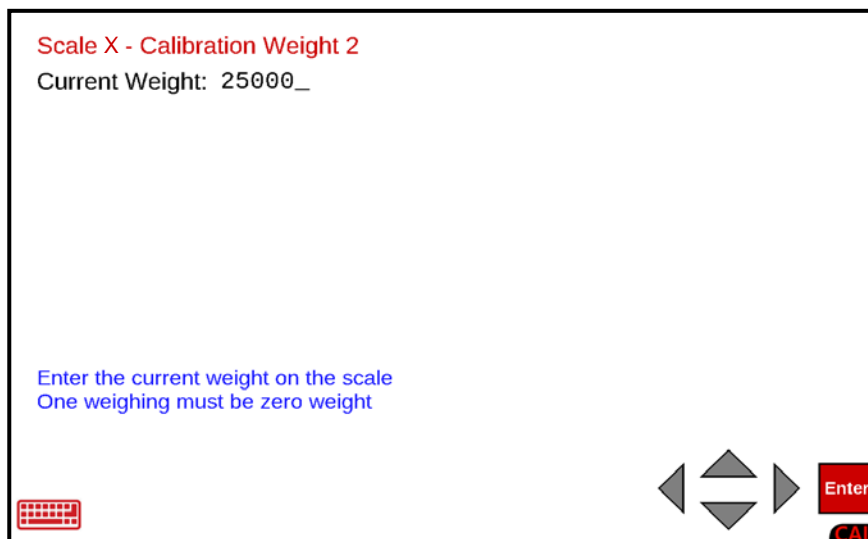 Scale X - Calibration Weight 2
Current Weight: 25000_
Enter the current weight on the scale
One weighing must be zero weight
Enter